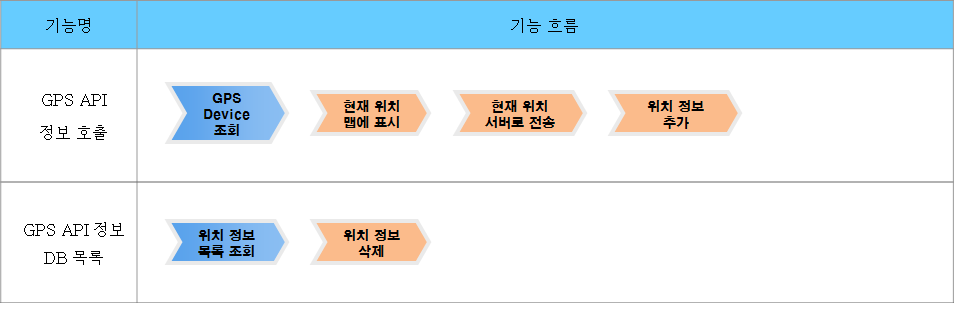 기능명
기능 흐름
GPS API
정보 호출
GPS
Device
조회
현재 위치
맵에 표시
현재 위치
서버로 전송
위치 정보
추가
GPS API 정보
DB 목록
위치 정보
목록 조회
위치 정보
삭제